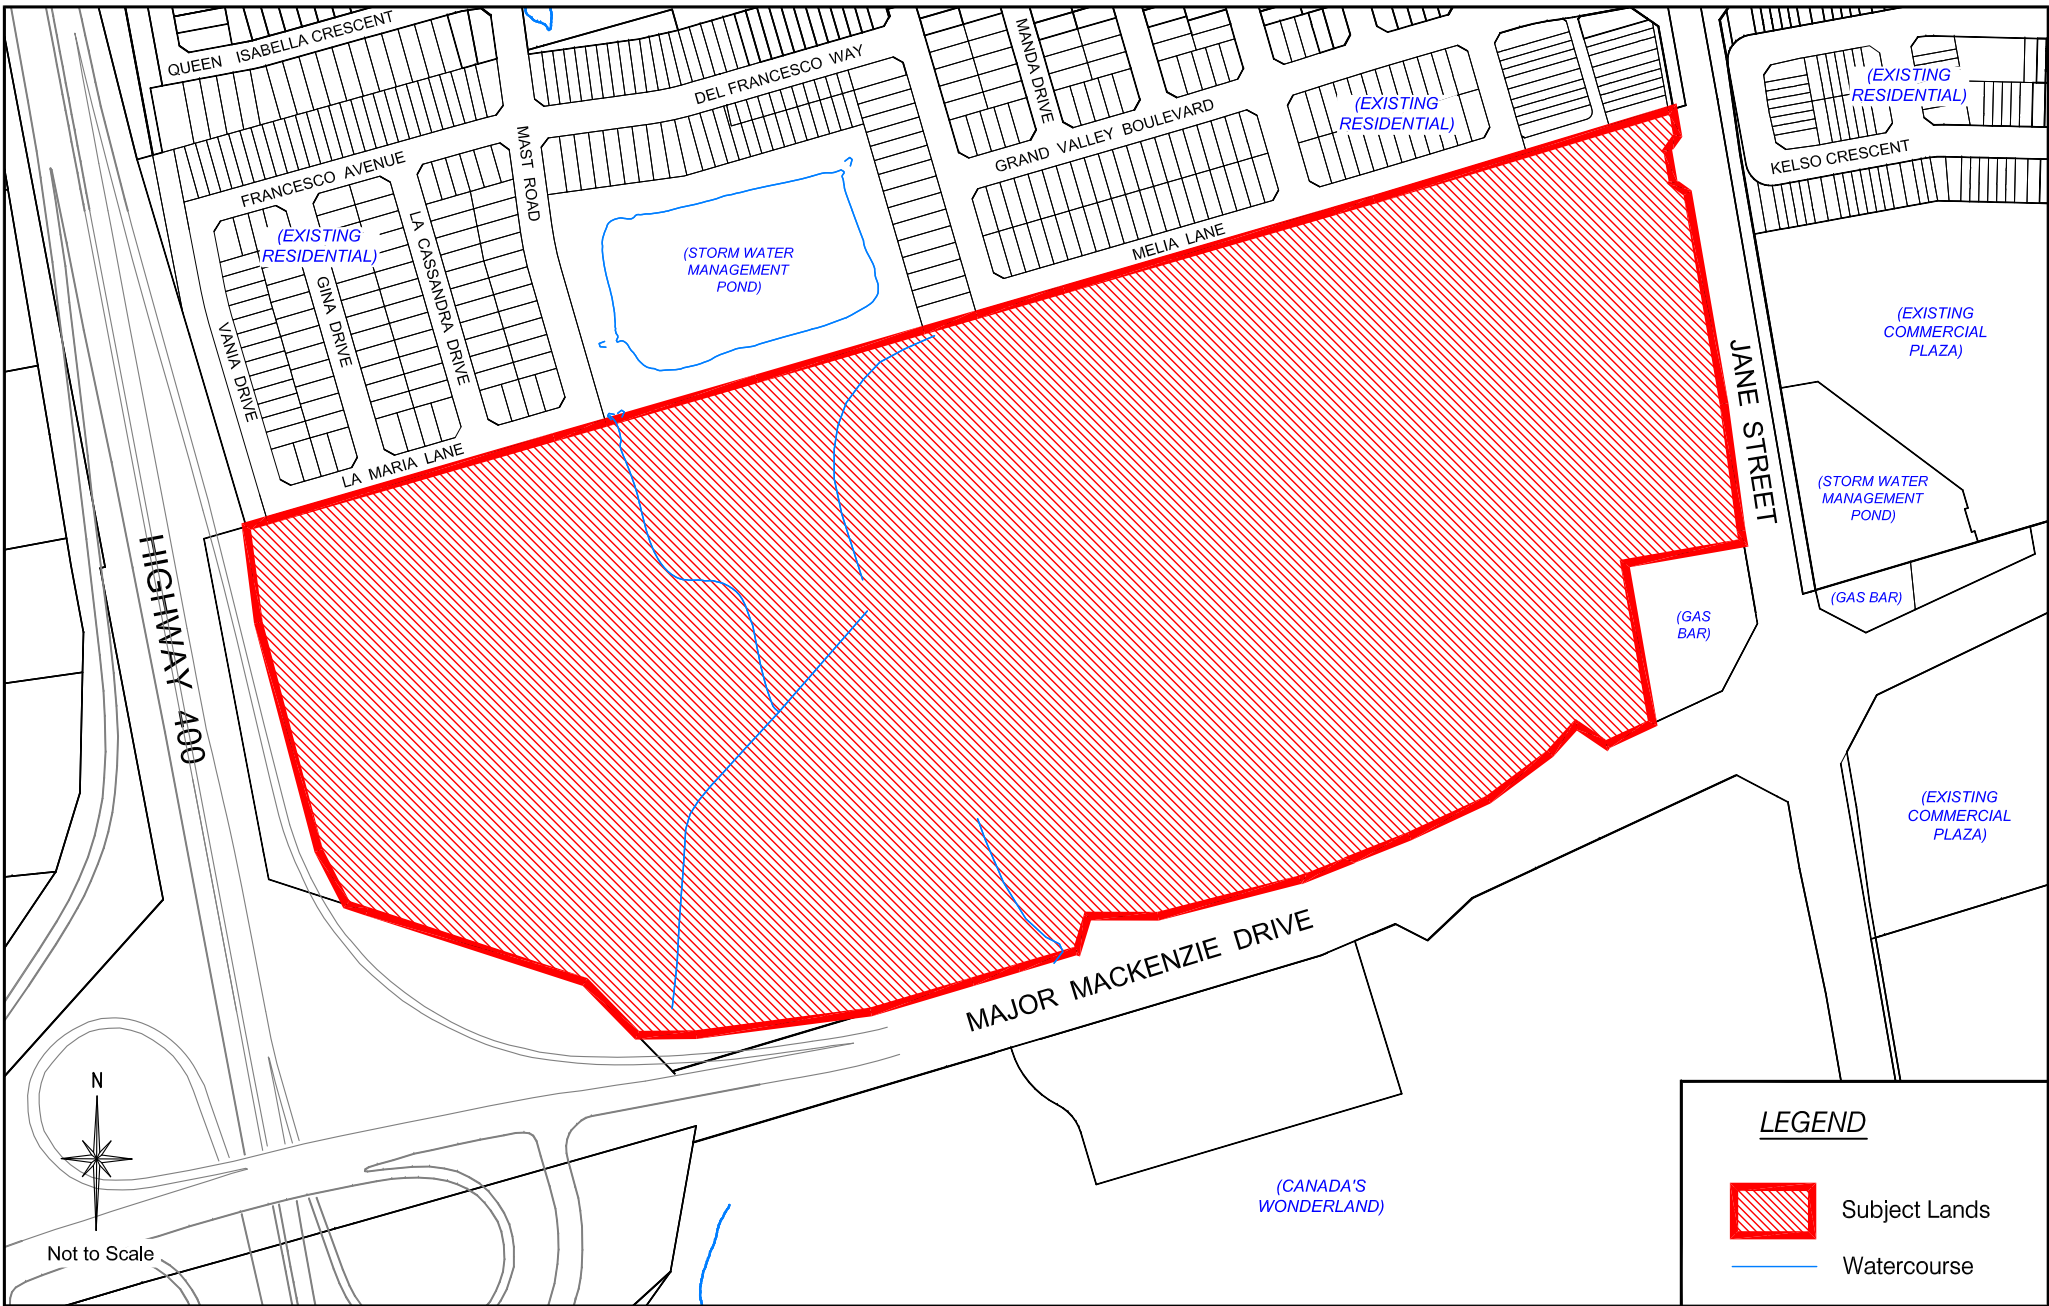 QUEEN ISABELLA CRESCENT
DEL FRANCESCO WAY
MANDA DRIVE
(EXISTING
RESIDENTIAL)
(EXISTING
RESIDENTIAL)
GRAND VALLEY BOULEVARD
KELSO CRESCENT
FRANCESCO AVENUE
MAST ROAD
(EXISTING
RESIDENTIAL)
LA CASSANDRA DRIVE
GINA DRIVE
VANIA DRIVE
(STORM WATER
MANAGEMENT
POND)
MELIA LANE
(EXISTING
COMMERCIAL
PLAZA)
JANE STREET
LA MARIA LANE
(STORM WATER
MANAGEMENT
POND)
HIGHWAY 400
(GAS BAR)
(GAS
BAR)
(EXISTING
COMMERCIAL
PLAZA)
MAJOR MACKENZIE DRIVE
(CANADA'S
WONDERLAND)
N
Not to Scale
LEGEND
Subject Lands
Watercourse